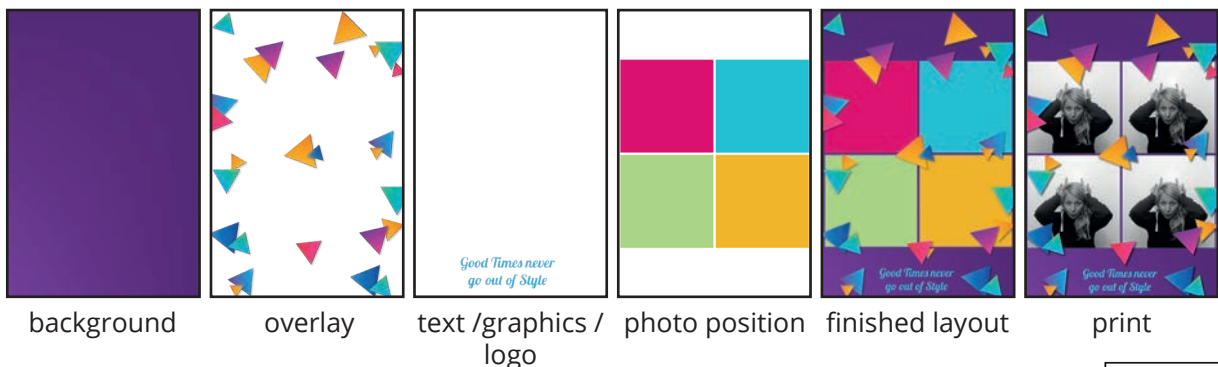 Good Times never
go out of Style
Good Times never
go out of Style
Good Times never
go out of Style
background
overlay
text /graphics /
logo
photo position
finished layout
print